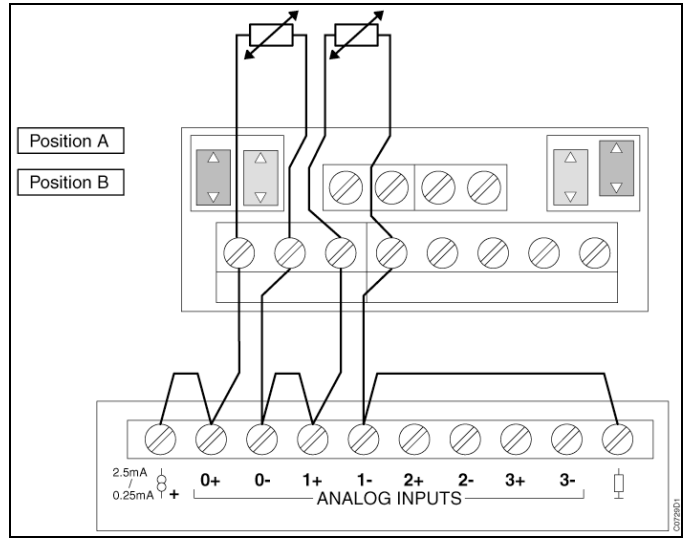 Position A
Position B
2.5mA
/
0.25mA
+
0+ 0- 1+ 1- 2+ 2- 3+ 3-
ANALOG INPUTS
C0729D1